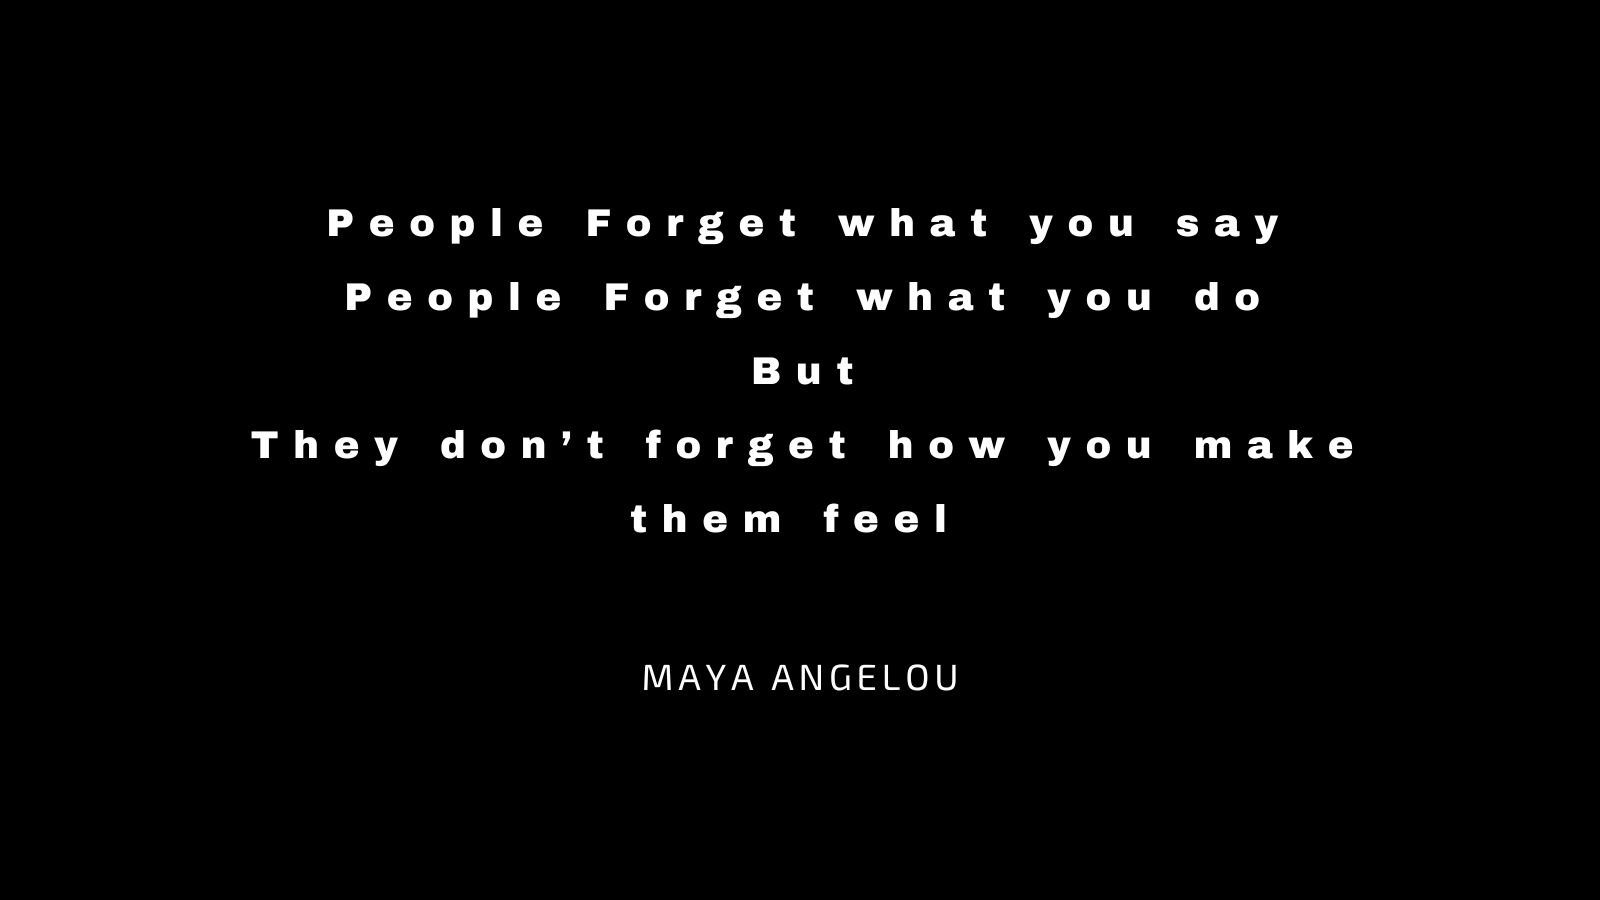 People Forget what you say
People Forget what you do
But
They don’t forget how you make
them feel
MAYA ANGELOU